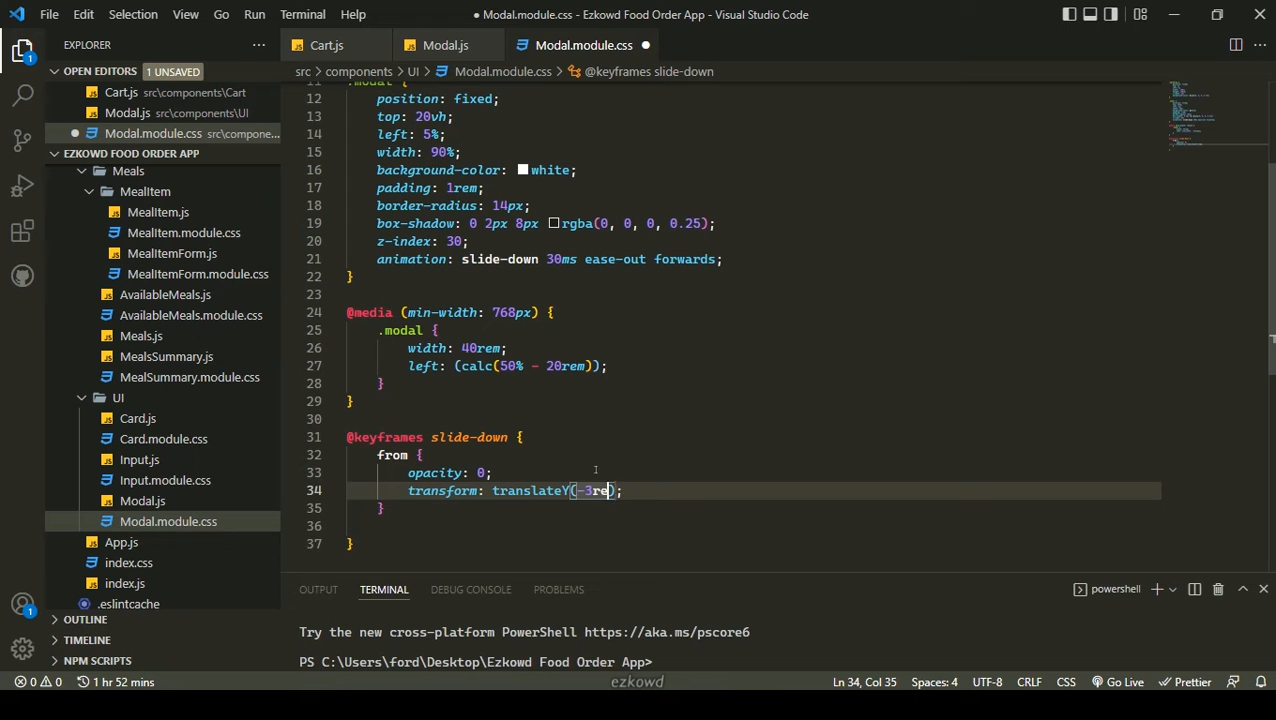 File Edit Selection View Go Run Terminal Help
● Modal.module.css - Ezkowd Food Order App - Visual Studio Code
EXPLORER
Cart.js
Modal.js
Modal.module.css
OPEN EDITORS 1 UNSAVED
src > components > UI > Modal.module.css > @keyframes slide-down
Cart.js src\components\Cart
Modal.js src\components\UI
Modal.module.css src\compone...
EZKOWD FOOD ORDER APP
Meals
MealItem
MealItem.js
MealItem.module.css
MealItemForm.js
MealItemForm.module.css
AvailableMeals.js
AvailableMeals.module.css
Meals.js
MealsSummary.js
MealSummary.module.css
UI
Card.js
Card.module.css
Input.js
Input.module.css
Modal.js
Modal.module.css
App.js
index.css
index.js
.eslintcache
OUTLINE
TIMELINE
NPM SCRIPTS
11 .modal {
12 position: fixed;
13 top: 20vh;
14 left: 5%;
15 width: 90%;
16 background-color: white;
17 padding: 1rem;
18 border-radius: 14px;
19 box-shadow: 0 2px 8px rgba(0, 0, 0, 0.25);
20 z-index: 30;
21 animation: slide-down 30ms ease-out forwards;
22 }
23
24 @media (min-width: 768px) {
25 .modal {
26 width: 40rem;
27 left: (calc(50% - 20rem));
28 }
29 }
30
31 @keyframes slide-down {
32 from {
33 opacity: 0;
34 transform: translateY(-3re);
35 }
36
37 }
OUTPUT TERMINAL DEBUG CONSOLE PROBLEMS
powershell
Try the new cross-platform PowerShell https://aka.ms/pscore6
PS C:\Users\ford\Desktop\Ezkowd Food Order App>
1
1
0 0 1 hr 52 mins
ezkowd
Ln 34, Col 35 Spaces: 4 UTF-8 CRLF CSS Go Live Prettier